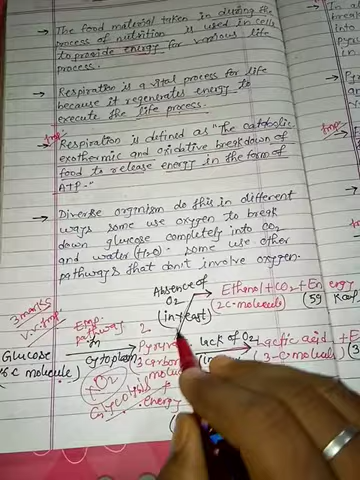 → The food material taken in during the
process of nutrition is used in cells
to provide energy for various life
process.
→ Respiration is a vital process for life
because it regenerates energy to
execute the life process.
Imp.
→ Respiration is defined as "The catabolic
exothermic and oxidative breakdown of
food to release energy in the form of
ATP."
→ Diverse organism do this in different
ways some use oxygen to break
down glucose completely into CO2
and water (H2O). Some use other
pathways that don't involve oxygen.
3 marks
v.v. Imp.
Absence of
O2
(in yeast)
Ethanol + CO2 + Energy
(2C-molecule)
Imp.
pathway
Glucose
6C molecule)
in
Cytoplasm
Pyruv
3 Carbon
molecule
lack of O2
Lactic acid
(3-C-molecule)
Glycolysis
Energy